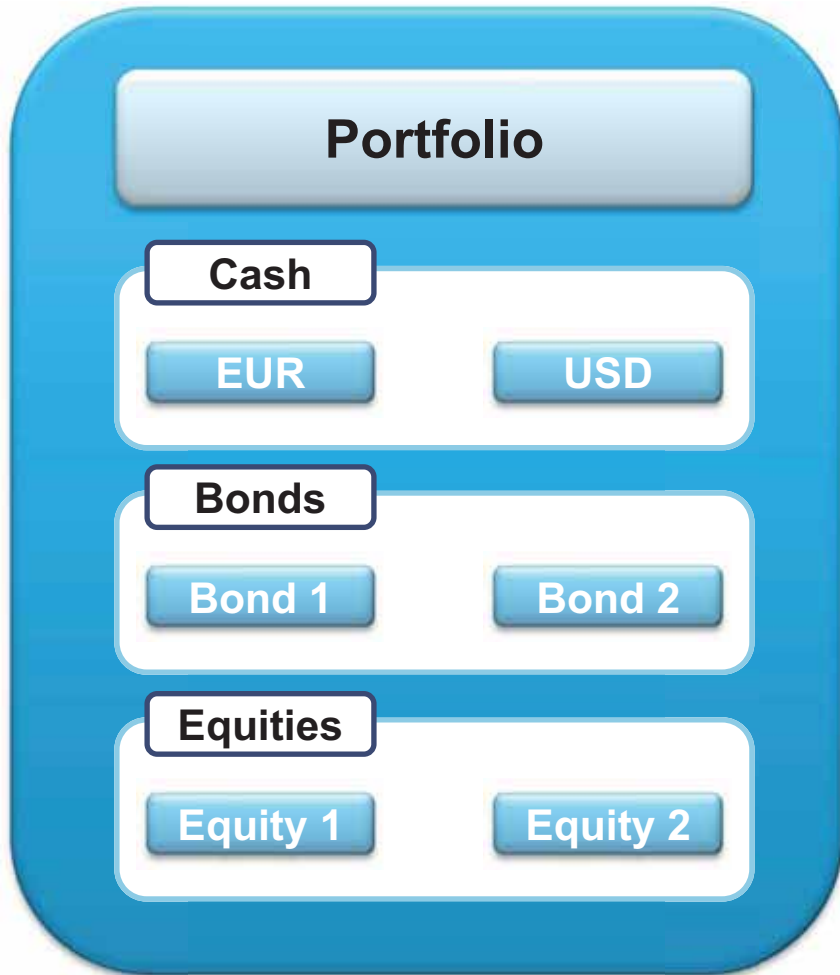 Portfolio
Cash
EUR USD
Bonds
Bond 1 Bond 2
Equities
Equity 1 Equity 2